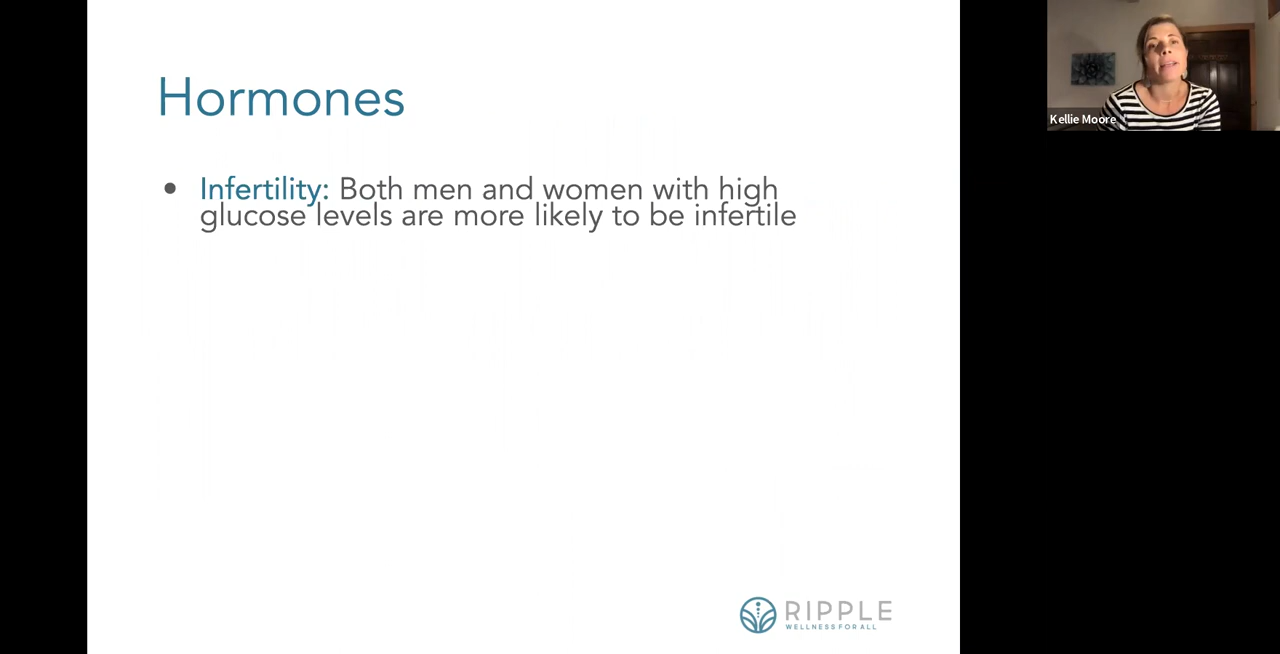 Hormones
• Infertility: Both men and women with high
glucose levels are more likely to be infertile
Kellie Moore
RIPPLE
WELLNESS FOR ALL